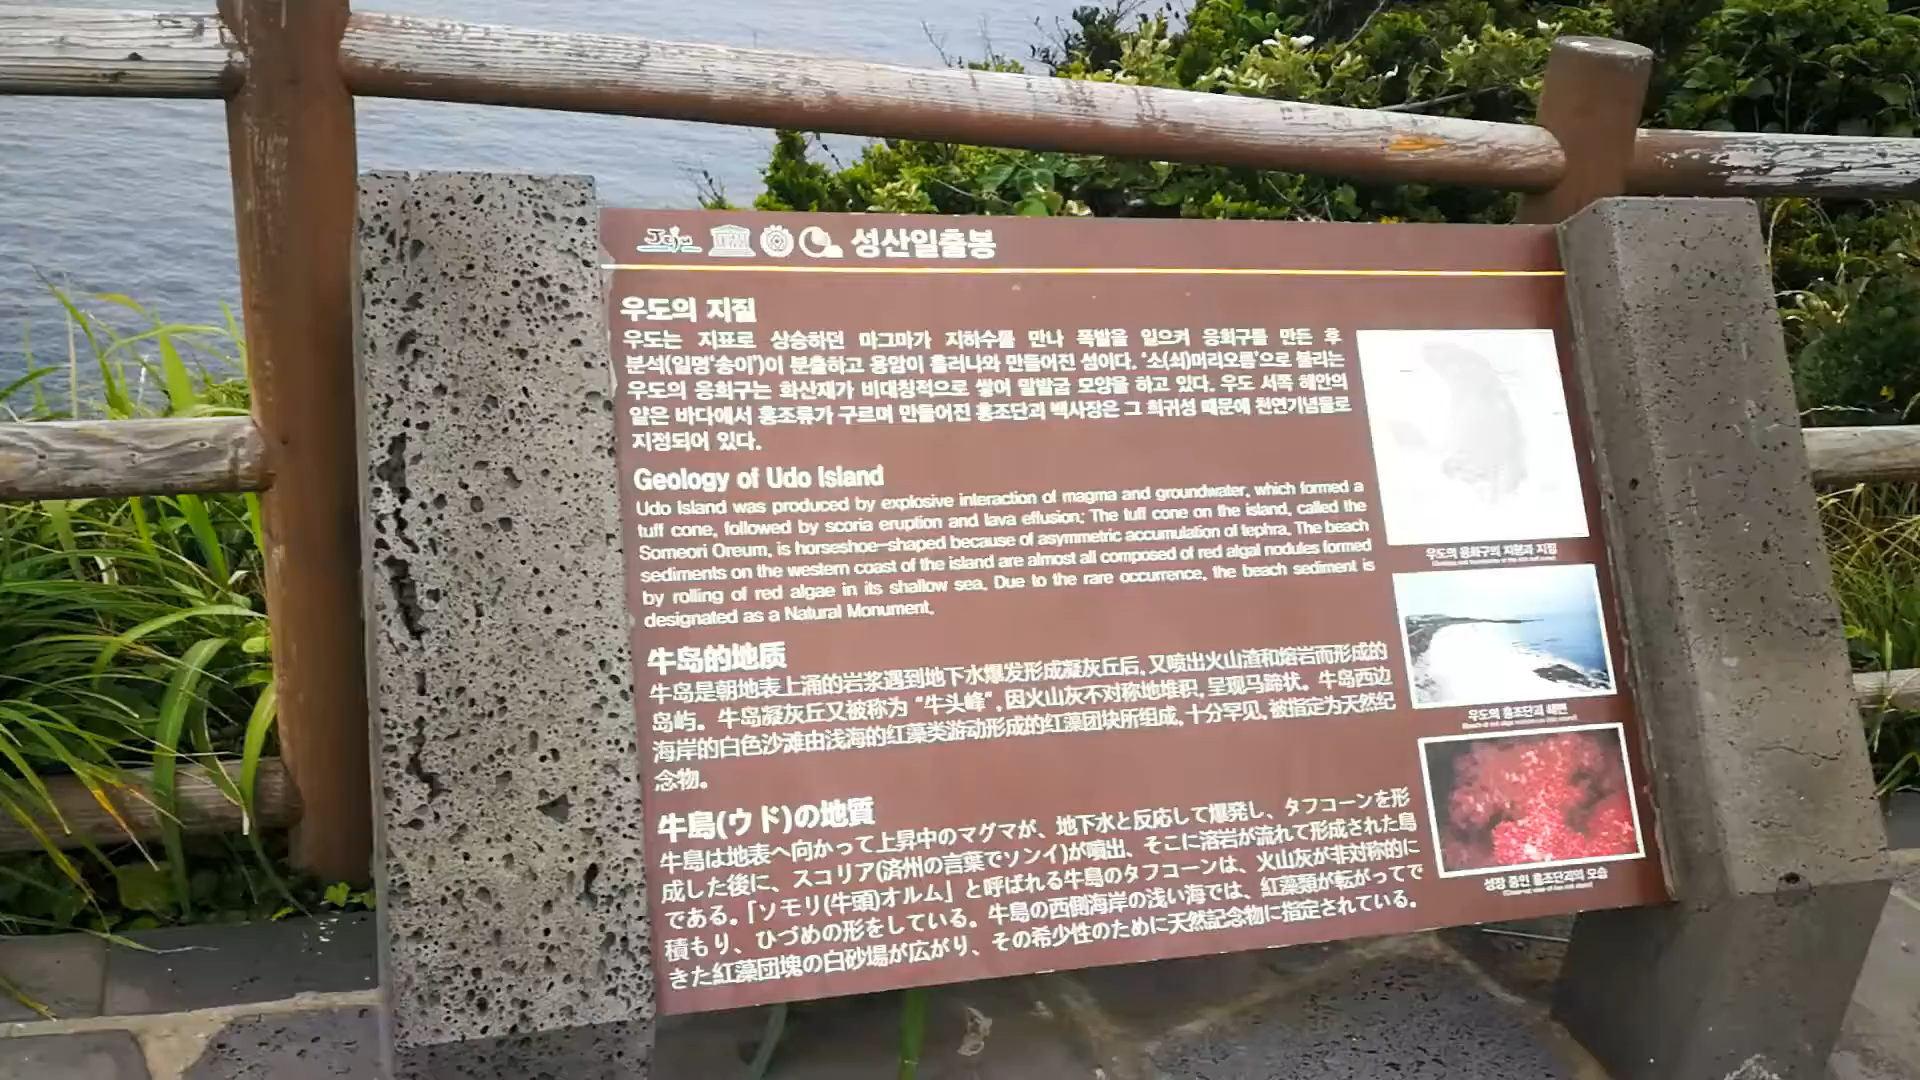 Jeju
성산일출봉
우도의 지질
우도는 지표로 상승하던 마그마가 지하수를 만나 폭발을 일으켜 응회구를 만든 후
분석(일명‘송이’)이 분출하고 용암이 흘러나와 만들어진 섬이다. ‘소(쇠)머리오름’으로 불리는
우도의 응회구는 화산재가 비대칭적으로 쌓여 말발굽 모양을 하고 있다. 우도 서쪽 해안의
얕은 바다에서 홍조류가 구르며 만들어진 홍조단괴 백사장은 그 희귀성 때문에 천연기념물로
지정되어 있다.
Geology of Udo Island
Udo Island was produced by explosive interaction of magma and groundwater, which formed a
tuff cone, followed by scoria eruption and lava effusion; The tuff cone on the island, called the
Someori Oreum, is horseshoe-shaped because of asymmetric accumulation of tephra. The beach
sediments on the western coast of the island are almost all composed of red algal nodules formed
by rolling of red algae in its shallow sea. Due to the rare occurrence, the beach sediment is
designated as a Natural Monument.
牛岛的地质
牛岛是朝地表上涌的岩浆遇到地下水爆发形成凝灰丘后, 又喷出火山渣和熔岩而形成的
岛屿。牛岛凝灰丘又被称为 “牛头峰”, 因火山灰不对称地堆积, 呈现马蹄状。牛岛西边
海岸的白色沙滩由浅海的红藻类游动形成的红藻团块所组成, 十分罕见, 被指定为天然纪
念物。
牛島(ウド)の地質
牛島は地表へ向かって上昇中のマグマが、地下水と反応して爆発し、タフコーンを形
成した後に、スコリア(済州の言葉でソンイ)が噴出、そこに溶岩が流れて形成された島
である。「ソモリ(牛頭)オルム」と呼ばれる牛島のタフコーンは、火山灰が非対称的に
積もり、ひづめの形をしている。牛島の西側海岸の浅い海では、紅藻類が転がってで
きた紅藻団塊の白砂場が広がり、その希少性のために天然記念物に指定されている。
우도의 응회구의 지형과 지질
우도의 홍조단괴 해변
성장 중인 홍조단괴의 모습